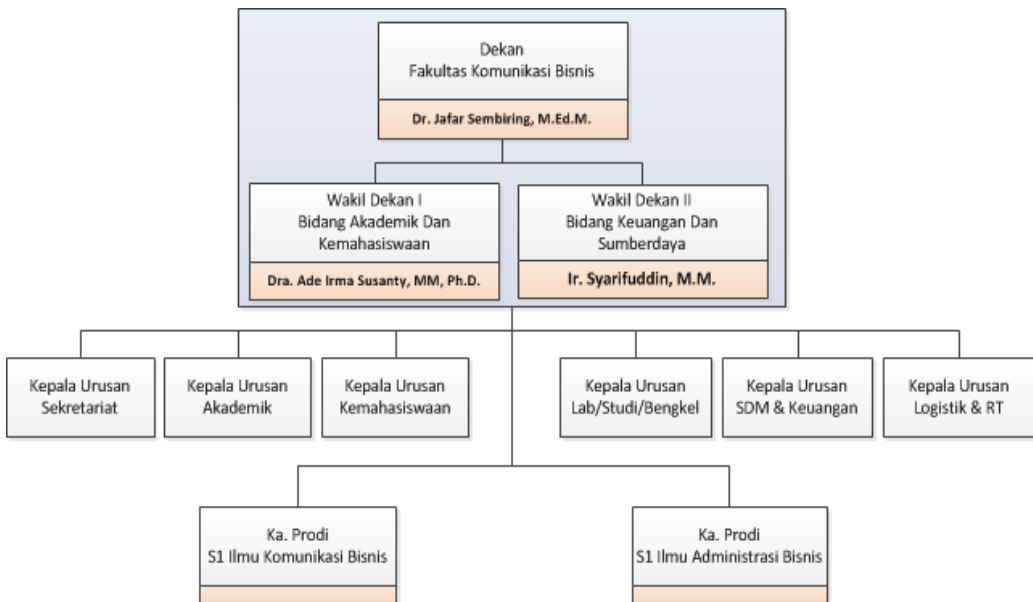 Dekan
Fakultas Komunikasi Bisnis
Dr. Jafar Sembiring, M.Ed.M.
Wakil Dekan I
Bidang Akademik Dan
Kemahasiswaan
Dra. Ade Irma Susanty, MM, Ph.D.
Wakil Dekan II
Bidang Keuangan Dan
Sumberdaya
Ir. Syarifuddin, M.M.
Kepala Urusan
Sekretariat
Kepala Urusan
Akademik
Kepala Urusan
Kemahasiswaan
Kepala Urusan
Lab/Studi/Bengkel
Kepala Urusan
SDM & Keuangan
Kepala Urusan
Logistik & RT
Ka. Prodi
S1 Ilmu Komunikasi Bisnis
Ka. Prodi
S1 Ilmu Administrasi Bisnis